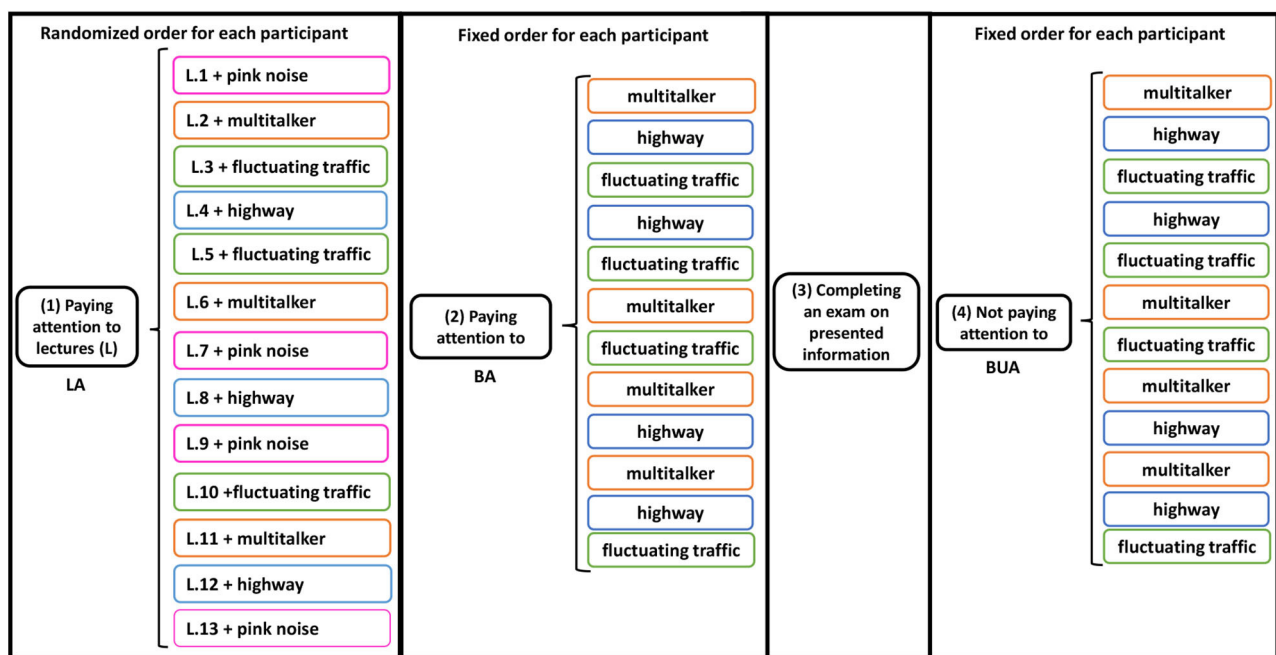 Randomized order for each participant
L.1 + pink noise
L.2 + multitalker
L.3 + fluctuating traffic
L.4 + highway
L.5 + fluctuating traffic
L.6 + multitalker
L.7 + pink noise
L.8 + highway
L.9 + pink noise
L.10 +fluctuating traffic
L.11 + multitalker
L.12 + highway
L.13 + pink noise
(1) Paying
attention to
lectures (L)
LA
Fixed order for each participant
(2) Paying
attention to
BA
multitalker
highway
fluctuating traffic
highway
fluctuating traffic
multitalker
fluctuating traffic
multitalker
highway
multitalker
highway
fluctuating traffic
(3) Completing
an exam on
presented
information
Fixed order for each participant
(4) Not paying
attention to
BUA
multitalker
highway
fluctuating traffic
highway
fluctuating traffic
multitalker
fluctuating traffic
multitalker
highway
multitalker
highway
fluctuating traffic